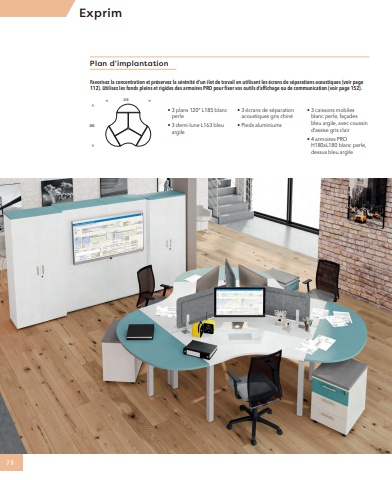 Exprim
Plan d'implantation
Favorisez la concentration et préservez la sérénité d'un îlot de travail en utilisant les écrans de séparations acoustiques (voir page
112). Utilisez les fonds pleins et rigides des armoires PRO pour fixer vos outils d'affichage ou de communication (voir page 152).
• 3 plans 120° L185 blanc
perle
• 3 demi-lune L163 bleu
argile
• 3 écrans de séparation
acoustiques gris chiné
• Pieds aluminium
• 3 caissons mobiles
blanc perle, façades
bleu argile, avec coussin
d'assise gris clair
• 4 armoires PRO
H180xL180 blanc perle,
dessus bleu argile
78